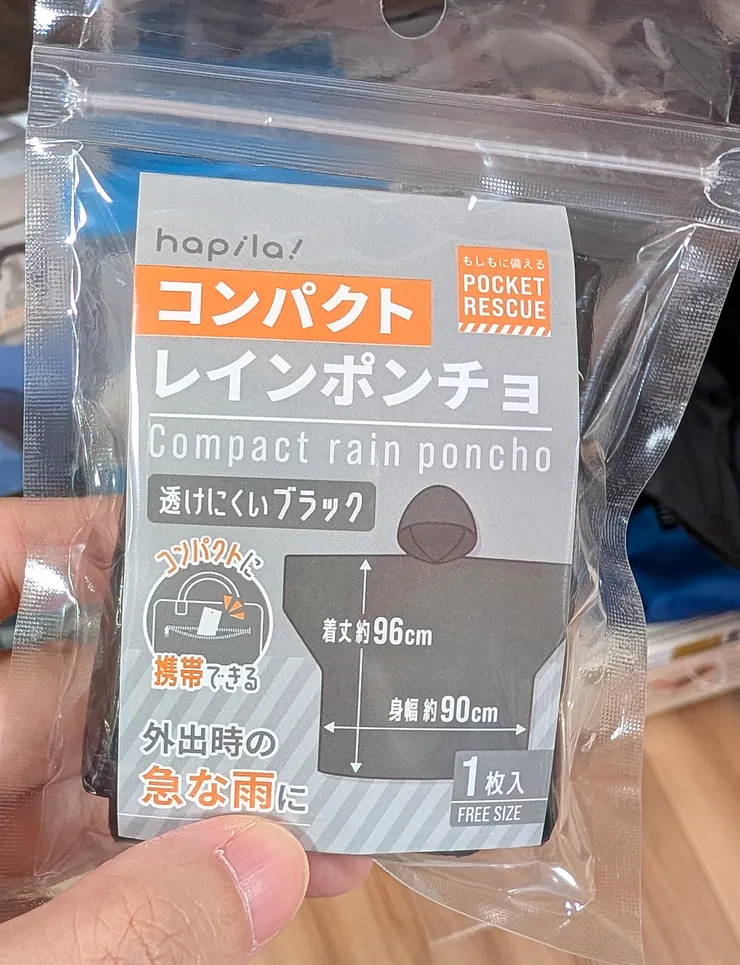 hapila!
もしもに備える
POCKET
RESCUE
コンパクト
レインポンチョ
Compact rain poncho
透けにくいブラック
コンパクトに
携帯できる
着丈 約96cm
身幅 約90cm
外出時の
急な雨に
1枚入
FREE SIZE